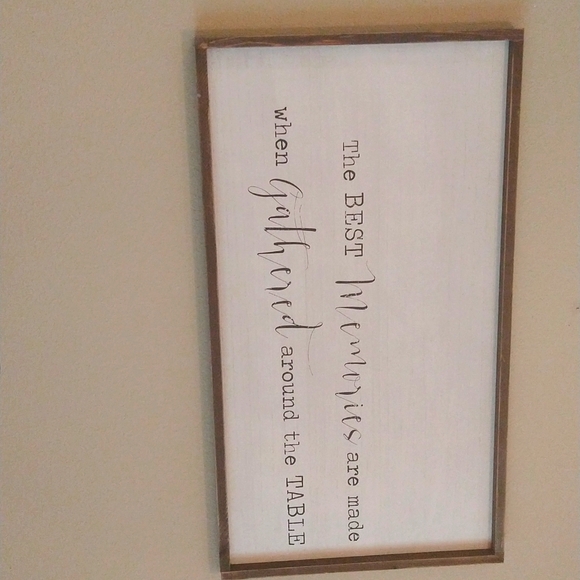 The BEST Memories are made
when Gathered around the TABLE